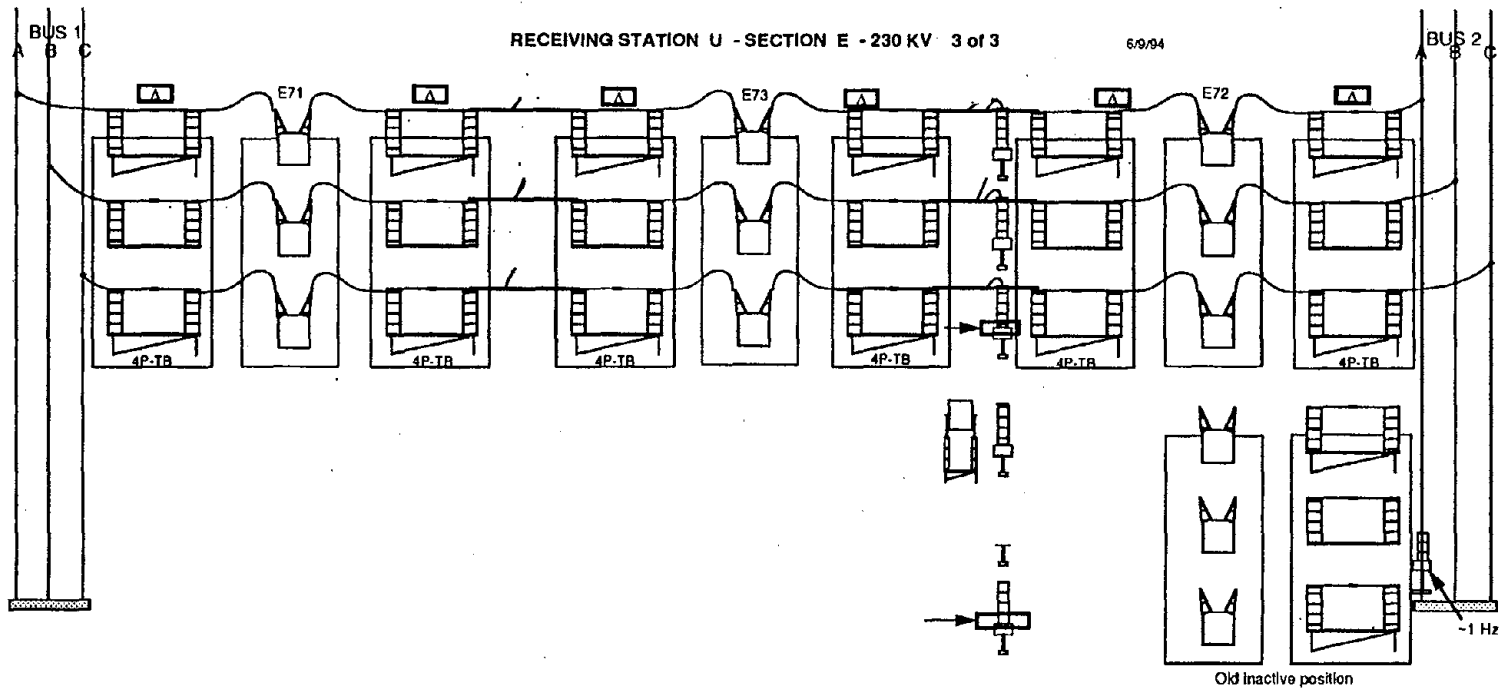 RECEIVING STATION U - SECTION E - 230 KV 3 of 3
6/9/94
BUS 1
A B C
BUS 2
A B C
A
E71
A
A
E73
A
A
E72
A
4P-TB
4P-TB
4P-TB
4P-TB
4P-TB
4P-TB
~1 Hz
Old inactive position